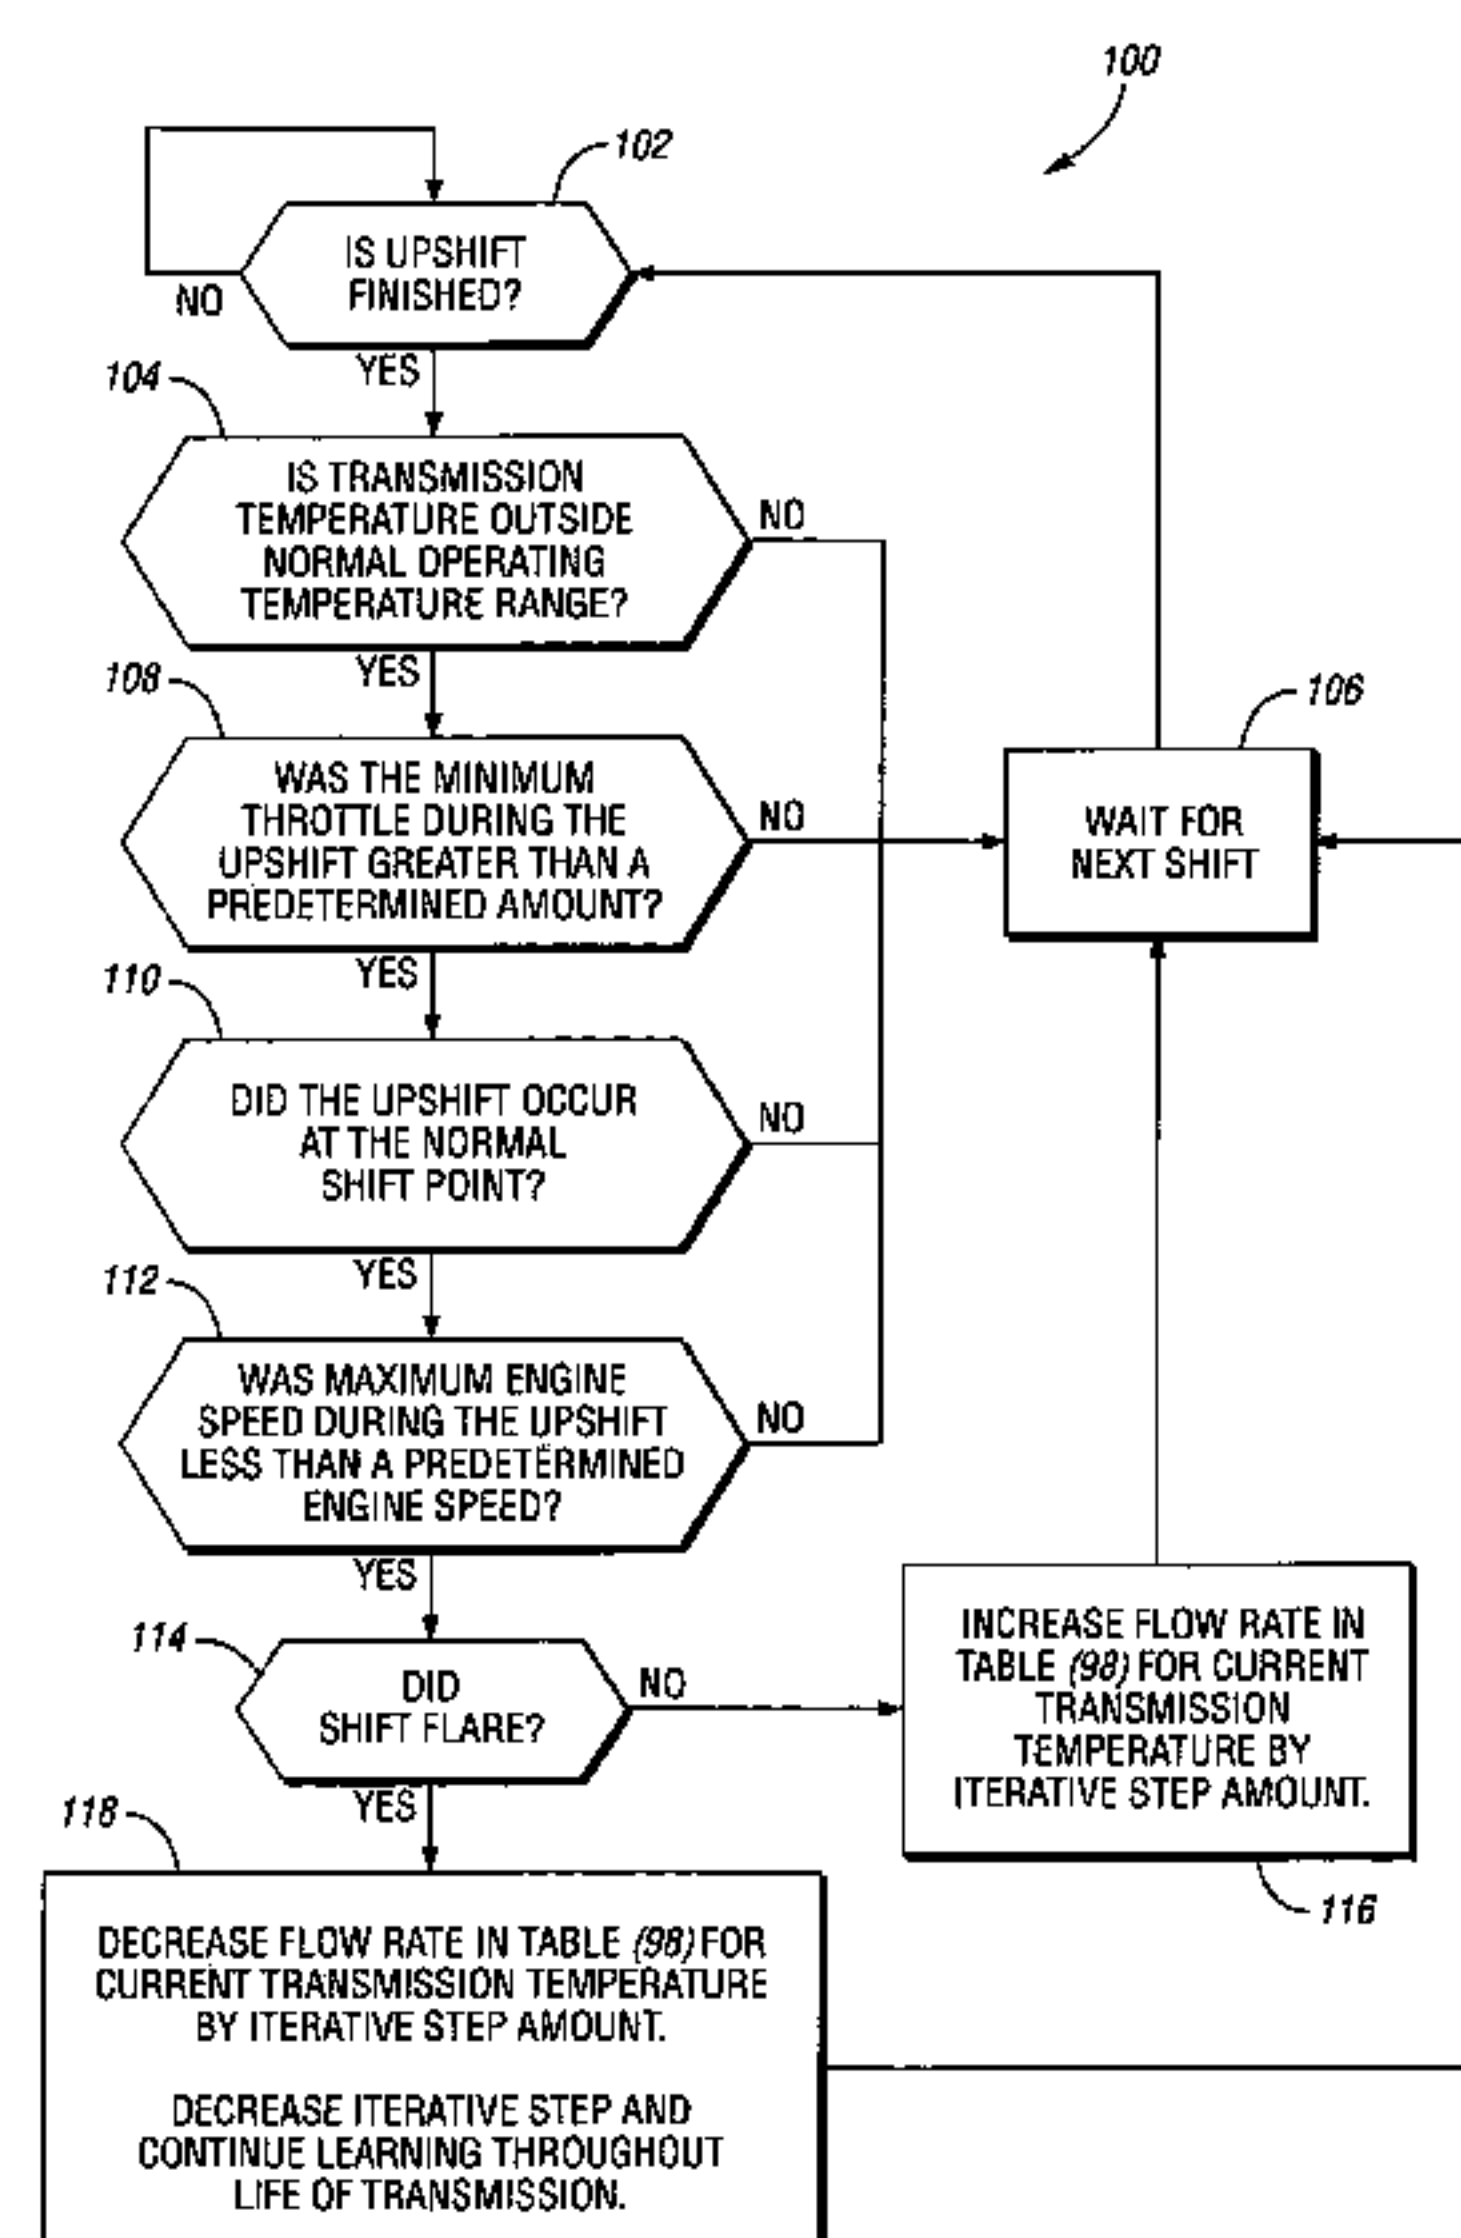 100
102
IS UPSHIFT
FINISHED?
NO
YES
104
IS TRANSMISSION
TEMPERATURE OUTSIDE
NORMAL OPERATING
TEMPERATURE RANGE?
NO
YES
108
WAS THE MINIMUM
THROTTLE DURING THE
UPSHIFT GREATER THAN A
PREDETERMINED AMOUNT?
NO
106
WAIT FOR
NEXT SHIFT
YES
110
DID THE UPSHIFT OCCUR
AT THE NORMAL
SHIFT POINT?
NO
YES
112
WAS MAXIMUM ENGINE
SPEED DURING THE UPSHIFT
LESS THAN A PREDETERMINED
ENGINE SPEED?
NO
YES
114
DID
SHIFT FLARE?
NO
INCREASE FLOW RATE IN
TABLE (98) FOR CURRENT
TRANSMISSION
TEMPERATURE BY
ITERATIVE STEP AMOUNT.
116
YES
118
DECREASE FLOW RATE IN TABLE (98) FOR
CURRENT TRANSMISSION TEMPERATURE
BY ITERATIVE STEP AMOUNT.
DECREASE ITERATIVE STEP AND
CONTINUE LEARNING THROUGHOUT
LIFE OF TRANSMISSION.